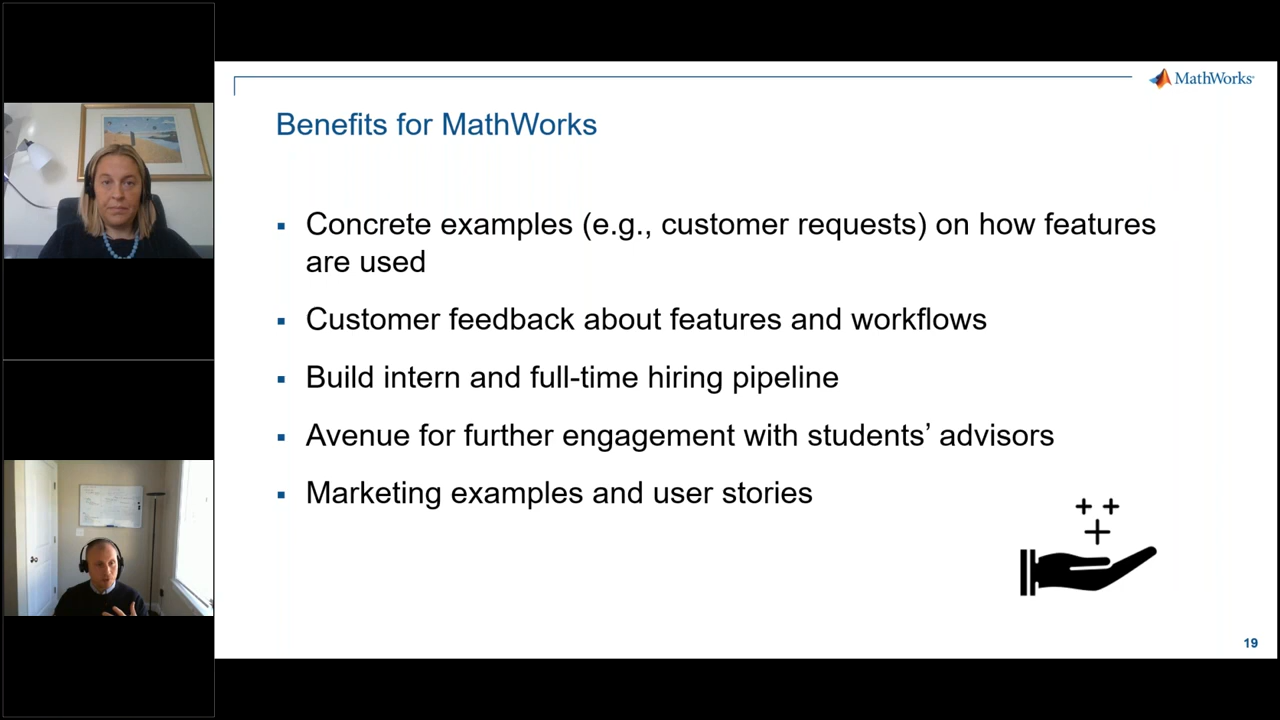 MathWorks
Benefits for MathWorks
▪ Concrete examples (e.g., customer requests) on how features
are used
▪ Customer feedback about features and workflows
▪ Build intern and full-time hiring pipeline
▪ Avenue for further engagement with students’ advisors
▪ Marketing examples and user stories
19